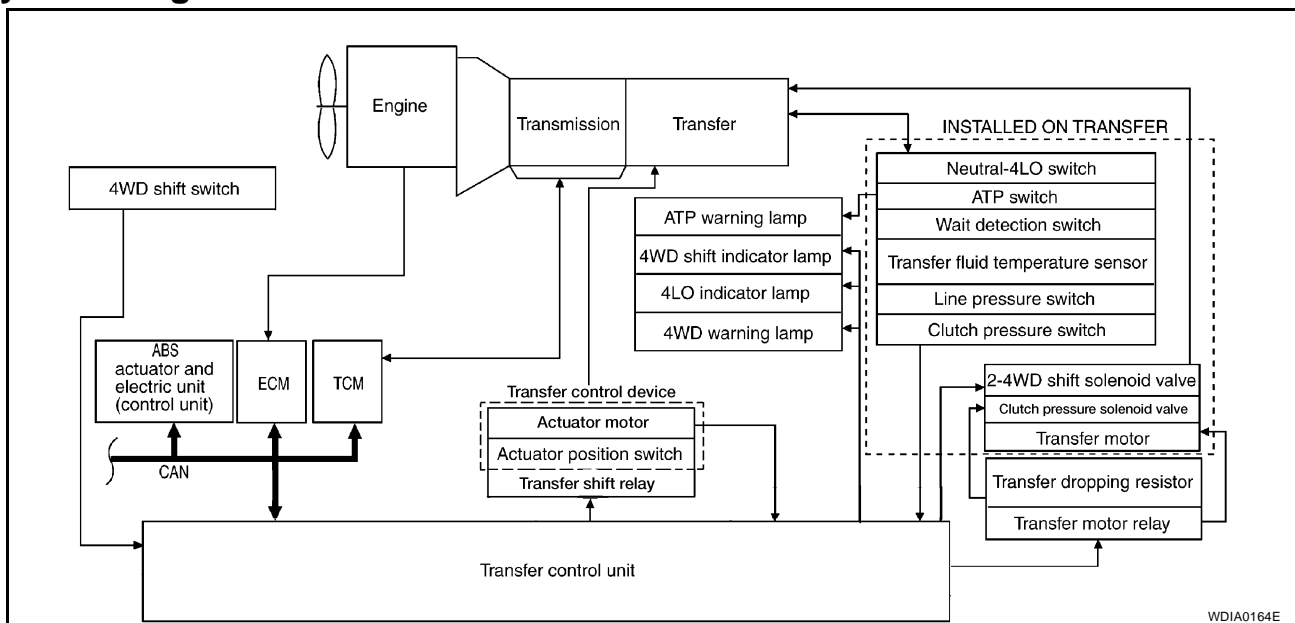 Engine
Transmission
Transfer
INSTALLED ON TRANSFER
4WD shift switch
Neutral-4LO switch
ATP switch
Wait detection switch
Transfer fluid temperature sensor
Line pressure switch
Clutch pressure switch
ATP warning lamp
4WD shift indicator lamp
4LO indicator lamp
4WD warning lamp
ABS
actuator and
electric unit
(control unit)
ECM
TCM
CAN
Transfer control device
Actuator motor
Actuator position switch
Transfer shift relay
2-4WD shift solenoid valve
Clutch pressure solenoid valve
Transfer motor
Transfer dropping resistor
Transfer motor relay
Transfer control unit
WDIA0164E